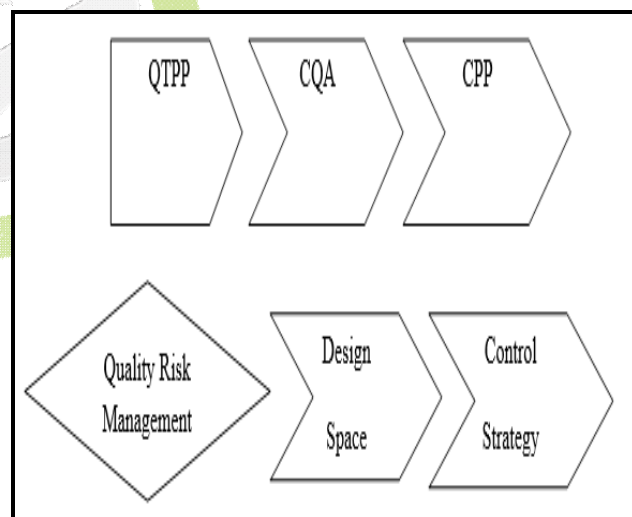 QTPP
CQA
CPP
Quality Risk
Management
Design
Space
Control
Strategy